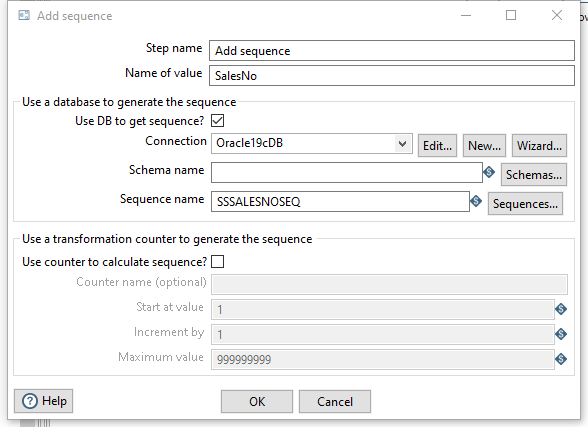 Add sequence
Step name Add sequence
Name of value SalesNo
Use a database to generate the sequence
Use DB to get sequence?
Connection Oracle19cDB Edit... New... Wizard...
Schema name Schemas...
Sequence name SSSALESNOSEQ Sequences...
Use a transformation counter to generate the sequence
Use counter to calculate sequence?
Counter name (optional)
Start at value 1
Increment by 1
Maximum value 999999999
Help OK Cancel